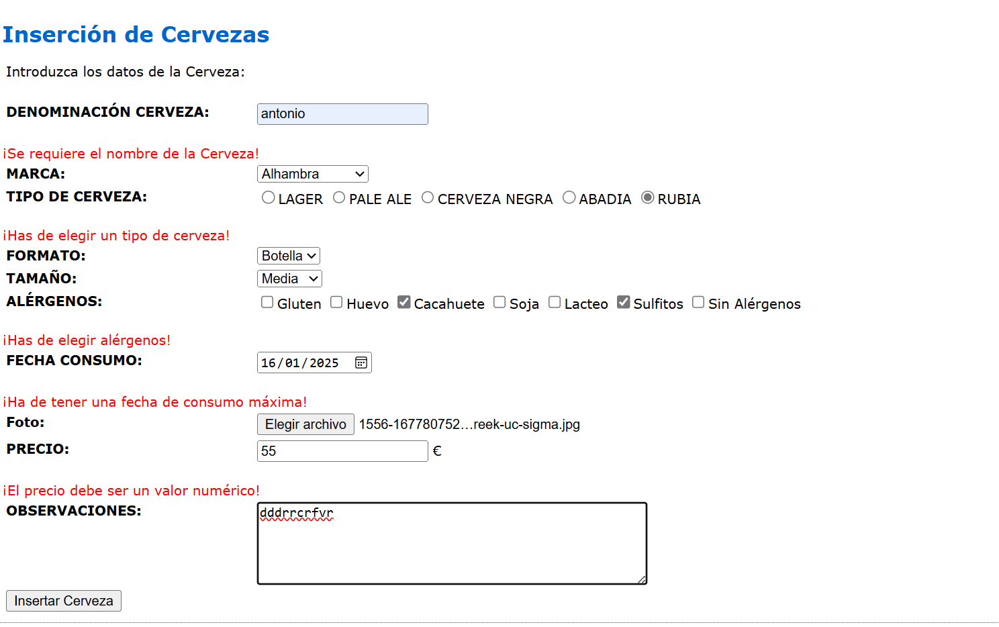 Inserción de Cervezas
Introduzca los datos de la Cerveza:
DENOMINACIÓN CERVEZA: antonio
¡Se requiere el nombre de la Cerveza!
MARCA: Alhambra
TIPO DE CERVEZA: LAGER PALE ALE CERVEZA NEGRA ABADIA RUBIA
¡Has de elegir un tipo de cerveza!
FORMATO: Botella
TAMAÑO: Media
ALÉRGENOS: Gluten Huevo Cacahuete Soja Lacteo Sulfitos Sin Alérgenos
¡Has de elegir alérgenos!
FECHA CONSUMO: 16/01/2025
¡Ha de tener una fecha de consumo máxima!
Foto: Elegir archivo 1556-167780752...reek-uc-sigma.jpg
PRECIO: 55 €
¡El precio debe ser un valor numérico!
OBSERVACIONES: dddrrcrfvr
Insertar Cerveza